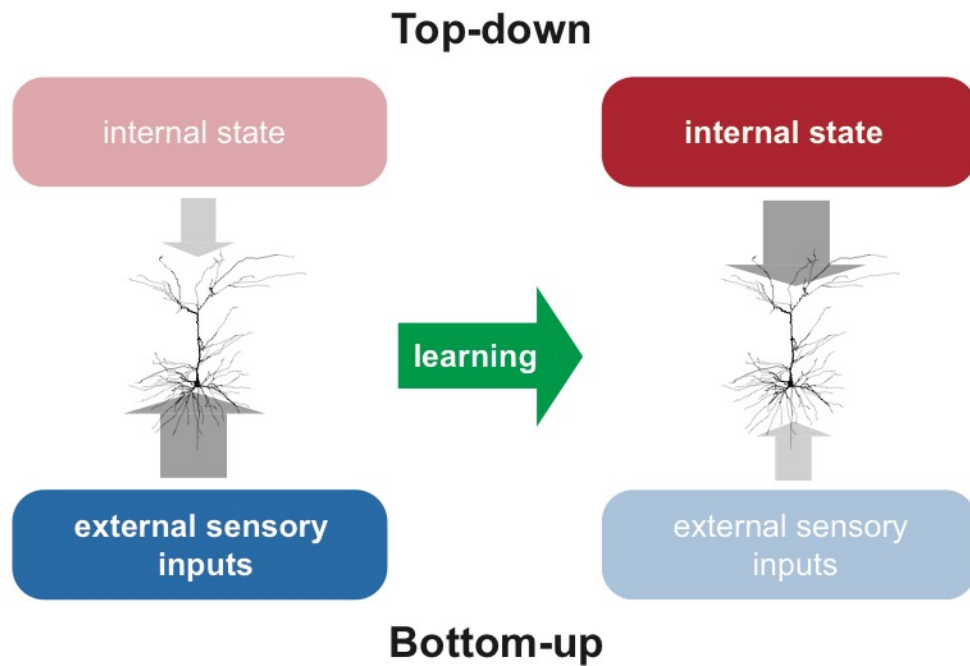 Top-down
internal state
internal state
learning
external sensory
inputs
external sensory
inputs
Bottom-up